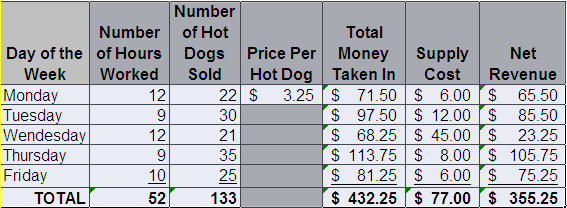 Day of the Week Number of Hours Worked Number of Hot Dogs Sold Price Per Hot Dog Total Money Taken In Supply Cost Net Revenue
Monday 12 22 $ 3.25 $ 71.50 $ 6.00 $ 65.50
Tuesday 9 30 $ 97.50 $ 12.00 $ 85.50
Wendesday 12 21 $ 68.25 $ 45.00 $ 23.25
Thursday 9 35 $ 113.75 $ 8.00 $ 105.75
Friday 10 25 $ 81.25 $ 6.00 $ 75.25
TOTAL 52 133 $ 432.25 $ 77.00 $ 355.25